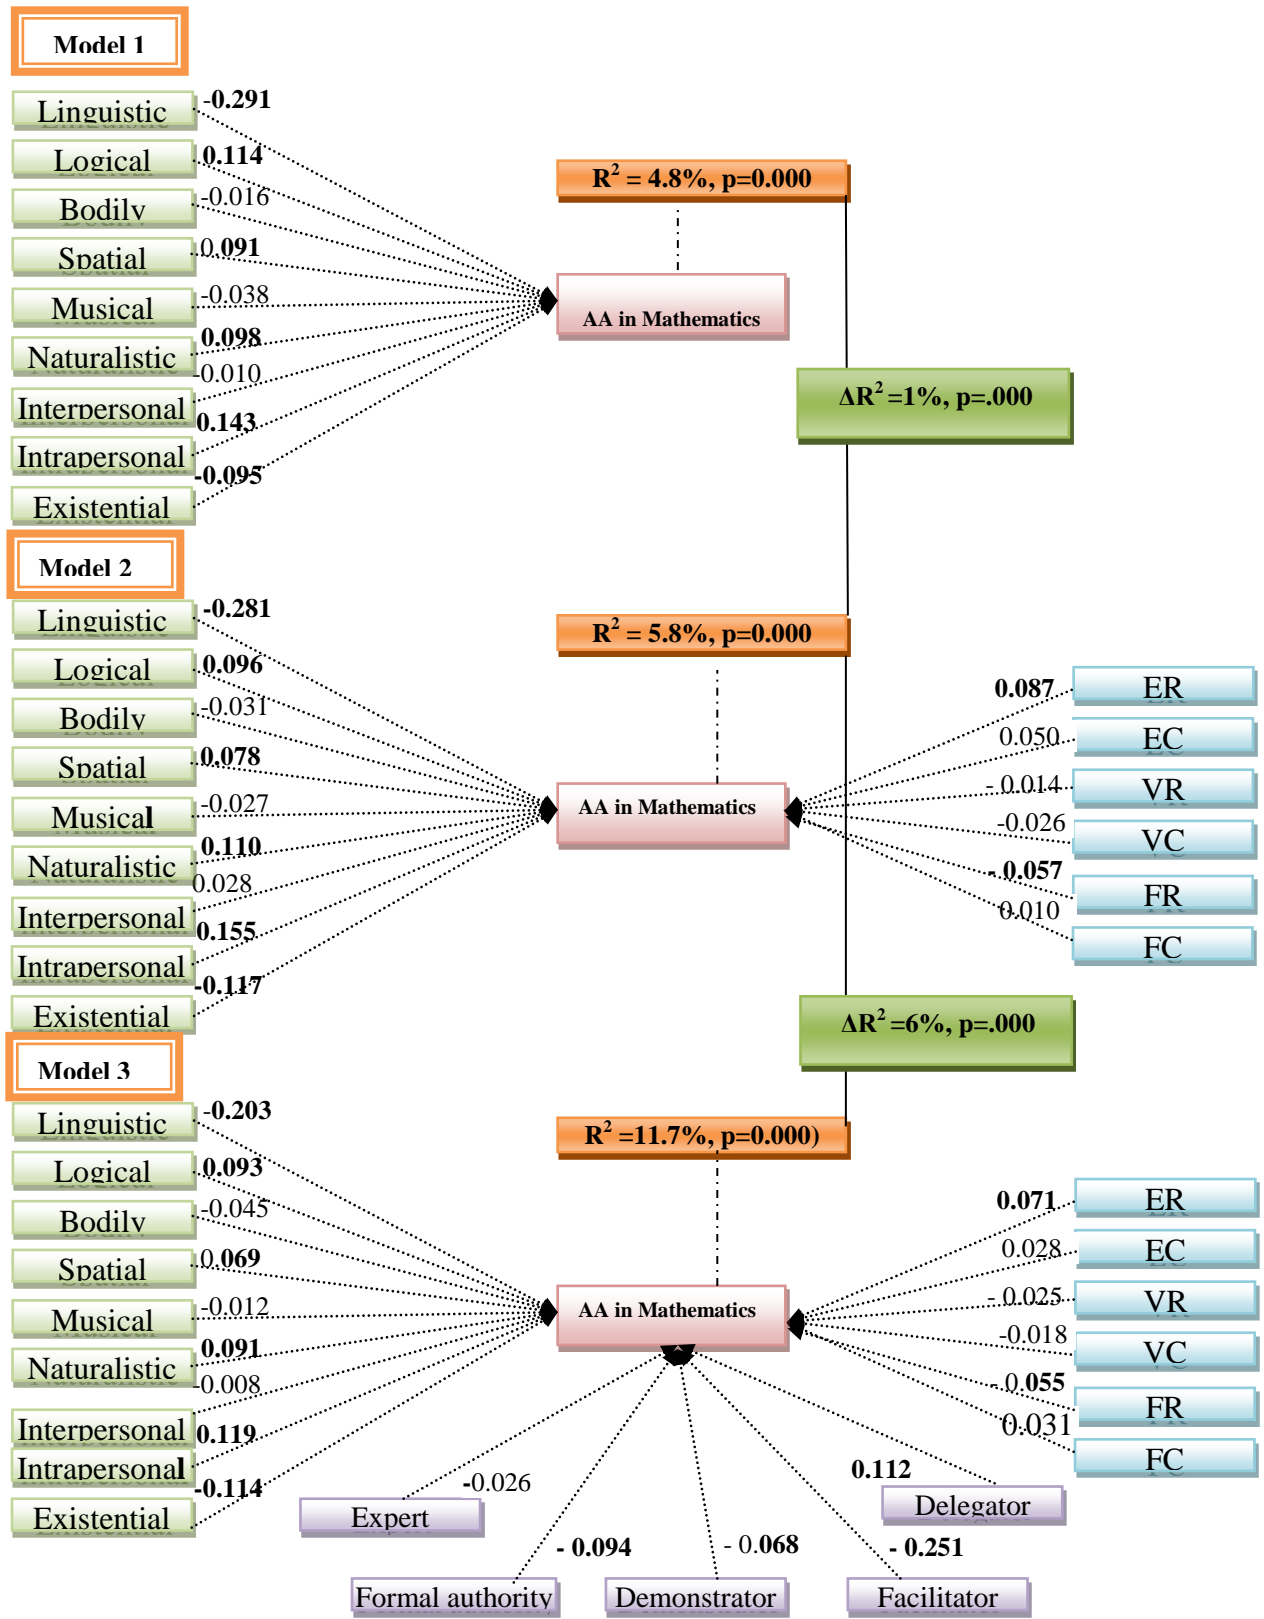 Model 1
Linguistic
-0.291
Logical
0.114
Bodily
-0.016
Spatial
0.091
Musical
-0.038
Naturalistic
0.098
Interpersonal
-0.010
Intrapersonal
0.143
Existential
-0.095
R² = 4.8%, p=0.000
AA in Mathematics
ΔR² =1%, p=.000
Model 2
Linguistic
-0.281
Logical
0.096
Bodily
-0.031
Spatial
0.078
Musical
-0.027
Naturalistic
0.110
Interpersonal
0.028
Intrapersonal
0.155
Existential
-0.117
R² = 5.8%, p=0.000
AA in Mathematics
0.087
ER
0.050
EC
- 0.014
VR
-0.026
VC
- 0.057
FR
0.010
FC
ΔR² =6%, p=.000
Model 3
Linguistic
-0.203
Logical
0.093
Bodily
-0.045
Spatial
0.069
Musical
-0.012
Naturalistic
0.091
Interpersonal
-0.008
Intrapersonal
0.119
Existential
-0.114
R² =11.7%, p=0.000)
AA in Mathematics
0.071
ER
0.028
EC
- 0.025
VR
-0.018
VC
- 0.055
FR
0.031
FC
-0.026
Expert
- 0.094
Formal authority
- 0.068
Demonstrator
- 0.251
Facilitator
0.112
Delegator